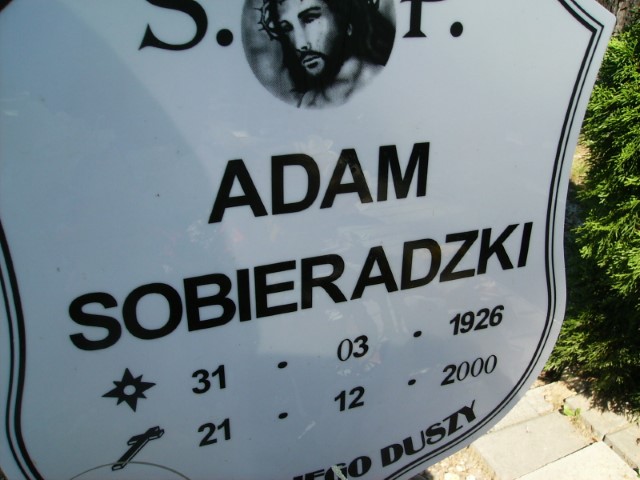 Ś. P.
ADAM
SOBIERADZKI
31 · 03 · 1926
21 · 12 · 2000
DUSZY